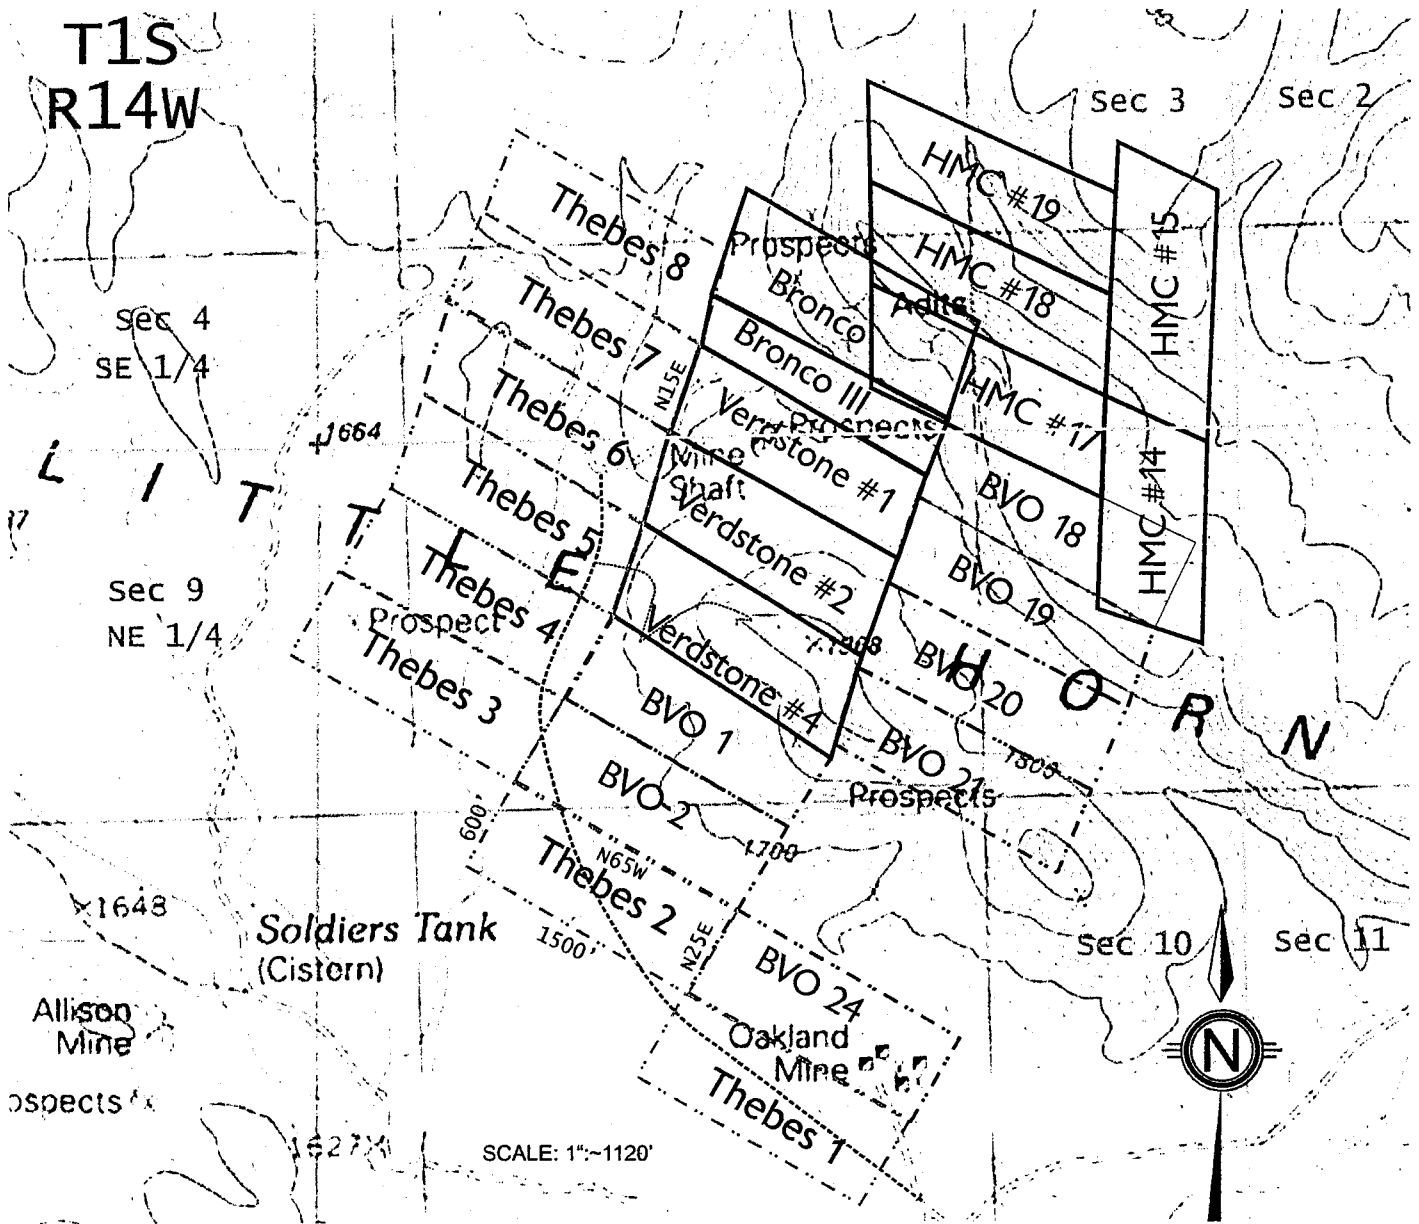 T1S
R14W
Sec 3
Sec 2
HMC #19
HMC #18
HMC #15
Thebes 8
Prospects
Bronco
Adits
Thebes 7
Bronco III
Sec 4
SE 1/4
N15E
HMC #17
Thebes 6
Verdstone #1
Prospects
1664
Mine
Shaft
HMC #14
BVO 18
L I T T L E
Thebes 5
Verdstone #2
BVO 19
Thebes 4
Sec 9
NE 1/4
Prospect
Thebes 3
Verdstone #4
BVO 20
H O R N
BVO 1
BVO 21
1800
Prospects
BVO 2
600'
N65W
1700
Thebes 2
1648
Soldiers Tank
(Cistern)
1500'
N25E
BVO 24
Sec 10
Sec 11
Allison
Mine
Oakland
Mine
ospects
Thebes 1
1627
SCALE: 1":~1120'
N